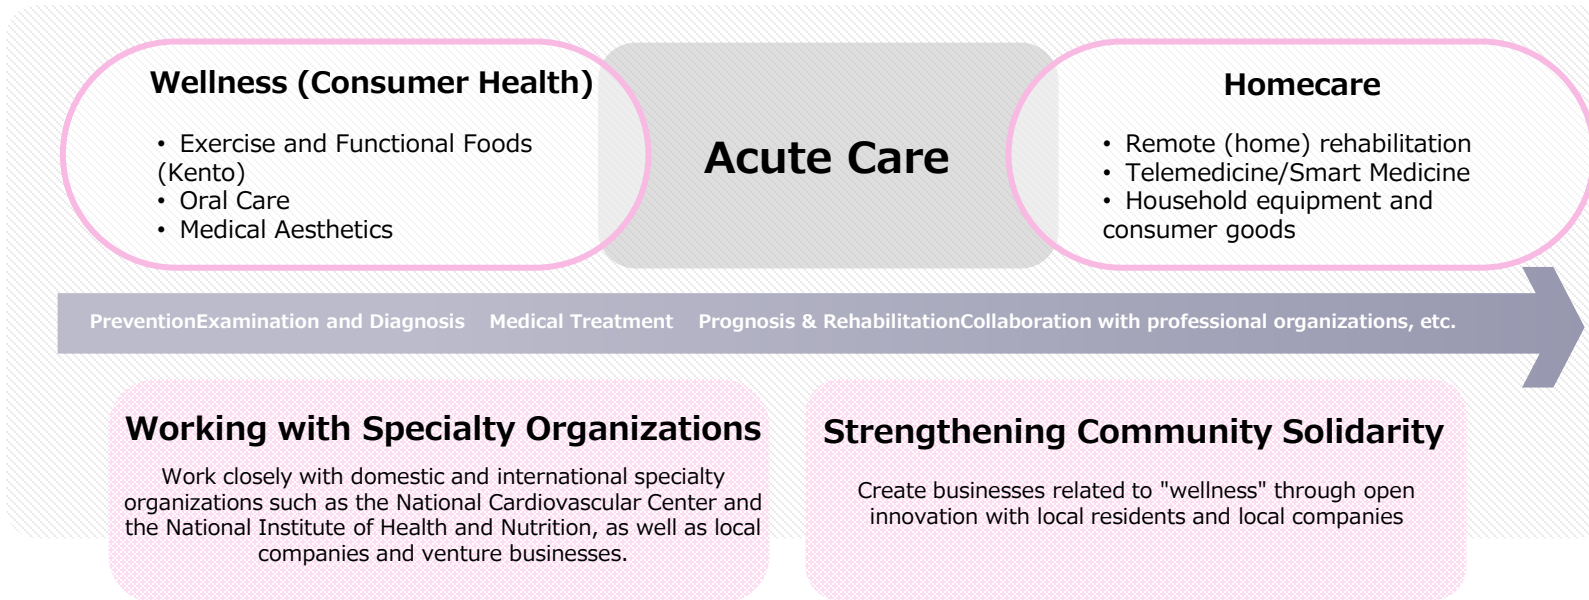 Wellness (Consumer Health)
• Exercise and Functional Foods
(Kento)
• Oral Care
• Medical Aesthetics
Acute Care
Homecare
• Remote (home) rehabilitation
• Telemedicine/Smart Medicine
• Household equipment and
consumer goods
PreventionExamination and Diagnosis Medical Treatment Prognosis & RehabilitationCollaboration with professional organizations, etc.
Working with Specialty Organizations
Work closely with domestic and international specialty
organizations such as the National Cardiovascular Center and
the National Institute of Health and Nutrition, as well as local
companies and venture businesses.
Strengthening Community Solidarity
Create businesses related to "wellness" through open
innovation with local residents and local companies